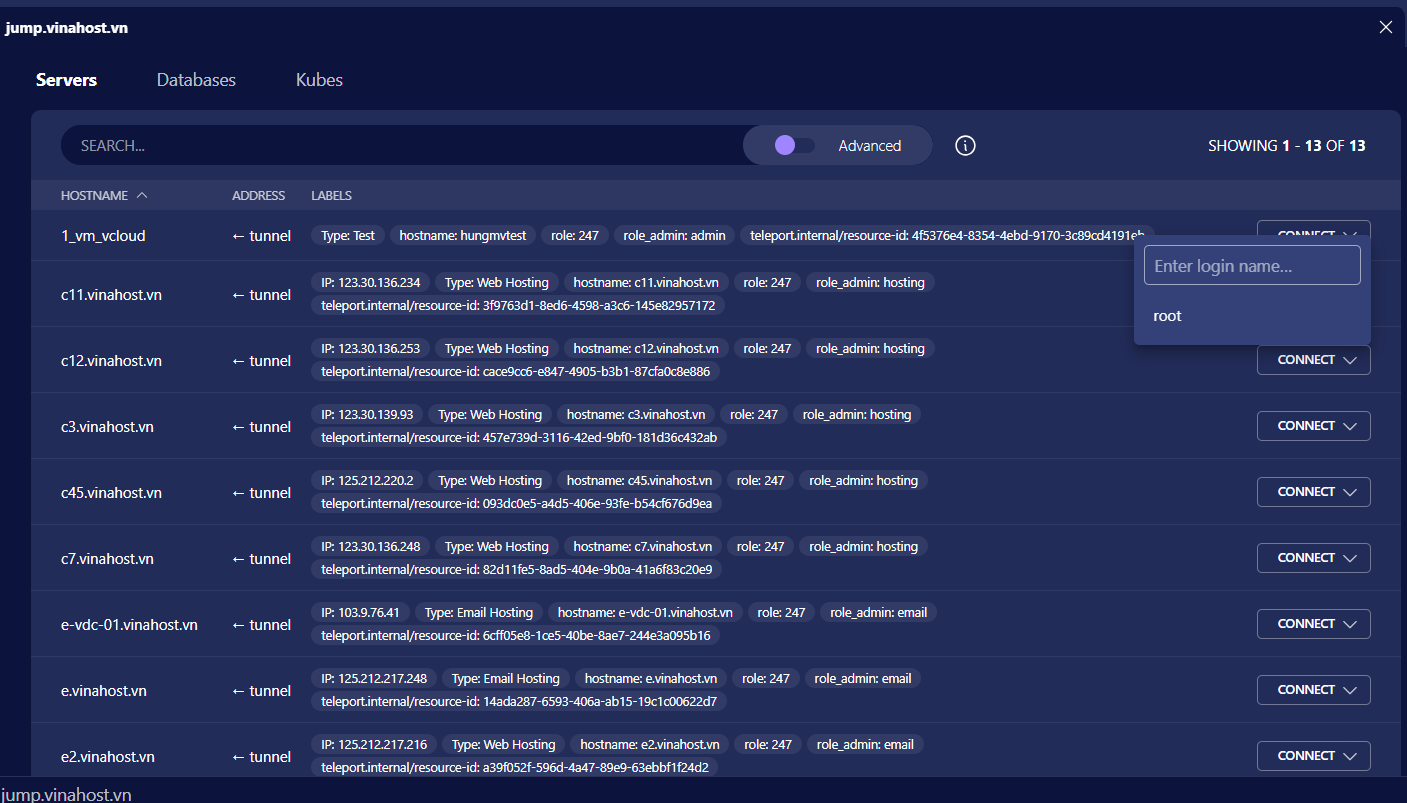 jump.vinahost.vn
Servers Databases Kubes
SEARCH... Advanced SHOWING 1 - 13 OF 13
HOSTNAME ADDRESS LABELS
1_vm_vcloud ← tunnel Type: Test hostname: hungmvtest role: 247 role_admin: admin teleport.internal/resource-id: 4f5376e4-8354-4ebd-9170-3c89cd4191eb CONNECT
Enter login name...
root
IP: 123.30.136.234 Type: Web Hosting hostname: c11.vinahost.vn role: 247 role_admin: hosting
c11.vinahost.vn ← tunnel
teleport.internal/resource-id: 3f9763d1-8ed6-4598-a3c6-145e82957172
IP: 123.30.136.253 Type: Web Hosting hostname: c12.vinahost.vn role: 247 role_admin: hosting
c12.vinahost.vn ← tunnel CONNECT
teleport.internal/resource-id: cace9cc6-e847-4905-b3b1-87cfa0c8e886
IP: 123.30.139.93 Type: Web Hosting hostname: c3.vinahost.vn role: 247 role_admin: hosting
c3.vinahost.vn ← tunnel CONNECT
teleport.internal/resource-id: 457e739d-3116-42ed-9bf0-181d36c432ab
IP: 125.212.220.2 Type: Web Hosting hostname: c45.vinahost.vn role: 247 role_admin: hosting
c45.vinahost.vn ← tunnel CONNECT
teleport.internal/resource-id: 093dc0e5-a4d5-406e-93fe-b54cf676d9ea
IP: 123.30.136.248 Type: Web Hosting hostname: c7.vinahost.vn role: 247 role_admin: hosting
c7.vinahost.vn ← tunnel CONNECT
teleport.internal/resource-id: 82d11fe5-8ad5-404e-9b0a-41a6f83c20e9
IP: 103.9.76.41 Type: Email Hosting hostname: e-vdc-01.vinahost.vn role: 247 role_admin: email
e-vdc-01.vinahost.vn ← tunnel CONNECT
teleport.internal/resource-id: 6cff05e8-1ce5-40be-8ae7-244e3a095b16
IP: 125.212.217.248 Type: Email Hosting hostname: e.vinahost.vn role: 247 role_admin: email
e.vinahost.vn ← tunnel CONNECT
teleport.internal/resource-id: 14ada287-6593-406a-ab15-19c1c00622d7
IP: 125.212.217.216 Type: Web Hosting hostname: e2.vinahost.vn role: 247 role_admin: email
e2.vinahost.vn ← tunnel CONNECT
teleport.internal/resource-id: a39f052f-596d-4a47-89e9-63ebbf1f24d2
jump.vinahost.vn